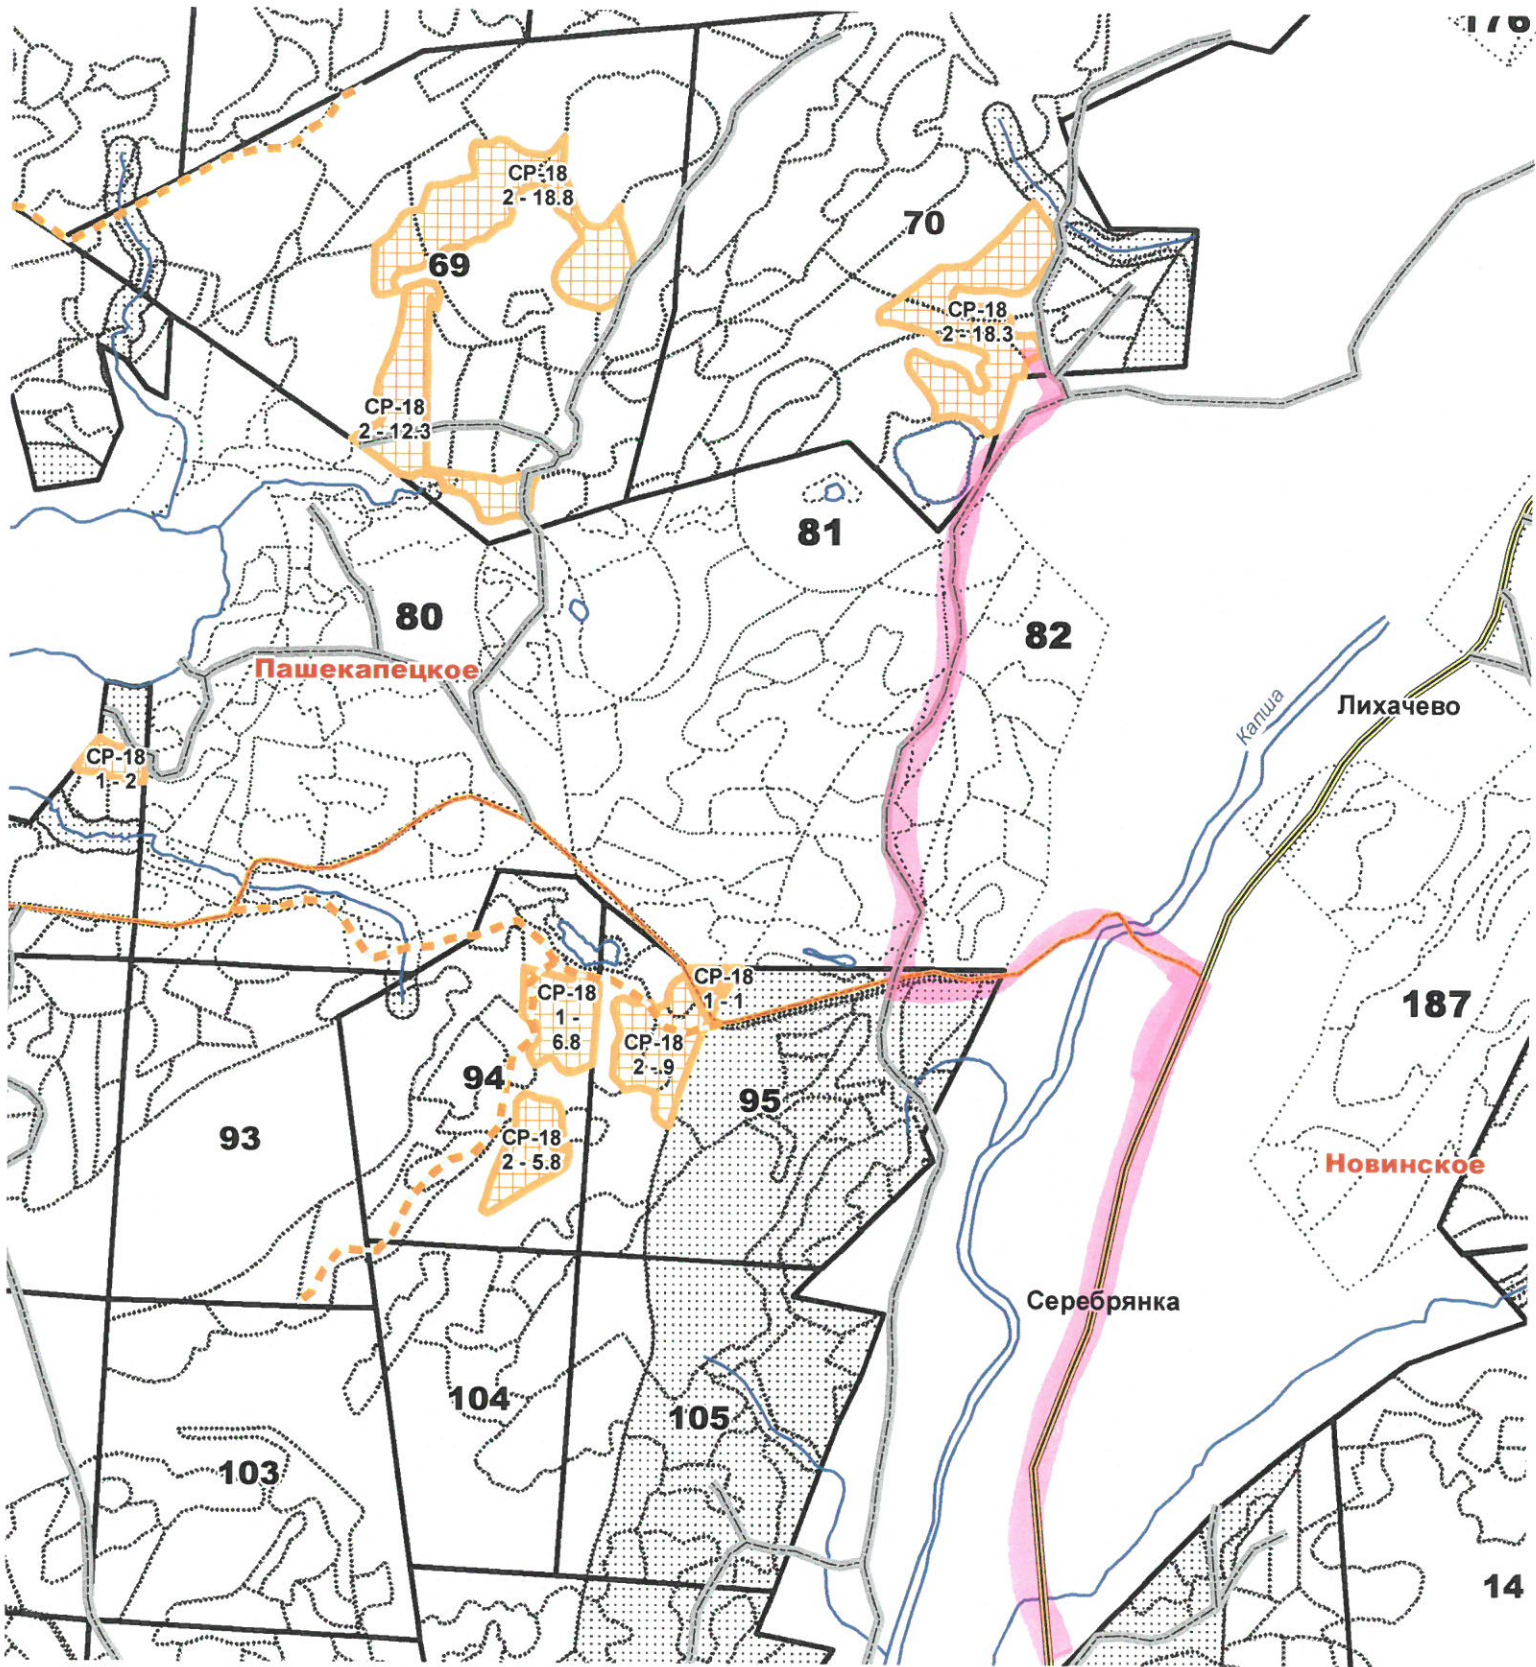 176
СР-18
2 - 18.8
70
69
СР-18
2 - 18.3
СР-18
2 - 12.3
81
80
82
Пашекапецкое
Капша
Лихачево
СР-18
1 - 2
СР-18
1 - 1
СР-18
1 -
6.8
187
СР-18
2 - 9
94
95
93
СР-18
2 - 5.8
Новинское
Серебрянка
104
105
103
14